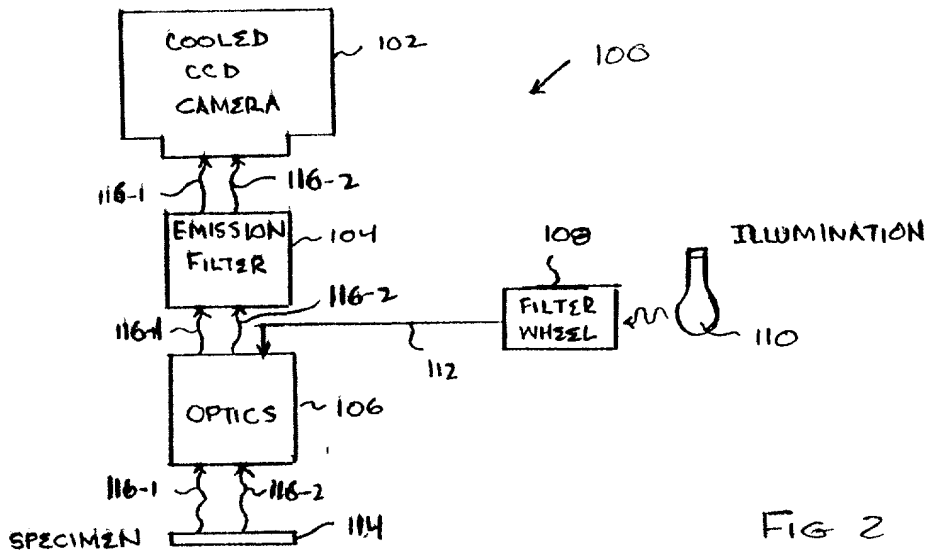 COOLED
CCD
CAMERA
102
100
116-1
116-2
EMISSION
FILTER
104
108
ILLUMINATION
116-1
116-2
FILTER
WHEEL
110
112
OPTICS
106
116-1
116-2
SPECIMEN
114
FIG 2